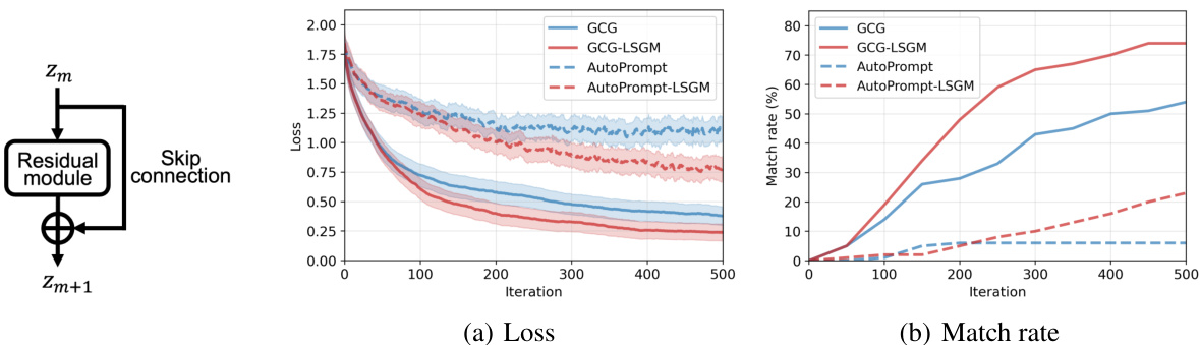 z_m
Residual
module
Skip
connection
z_{m+1}
2.00
1.75
1.50
1.25
1.00
0.75
0.50
0.25
0.00
Loss
0
100
200
300
400
500
Iteration
GCG
GCG-LSGM
AutoPrompt
AutoPrompt-LSGM
(a) Loss
80
70
60
50
40
30
20
10
0
Match rate (%)
0
100
200
300
400
500
Iteration
GCG
GCG-LSGM
AutoPrompt
AutoPrompt-LSGM
(b) Match rate